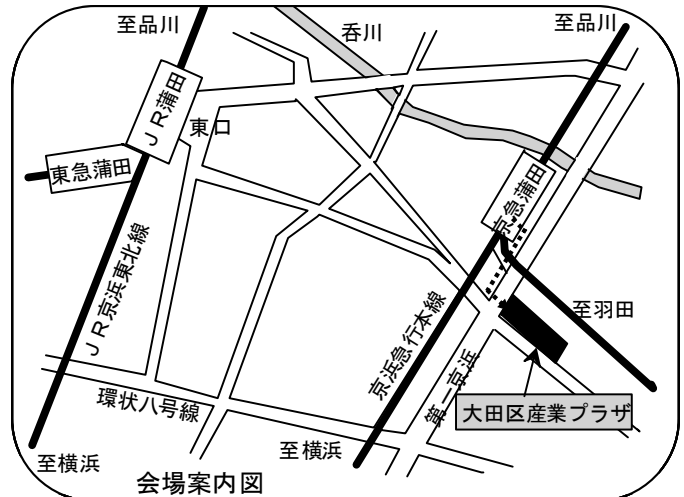 至品川
呑川
至品川
ＪＲ蒲田
東口
東急蒲田
京急蒲田
ＪＲ京浜東北線
至羽田
京浜急行本線
第一京浜
環状八号線
大田区産業プラザ
至横浜
至横浜
会場案内図